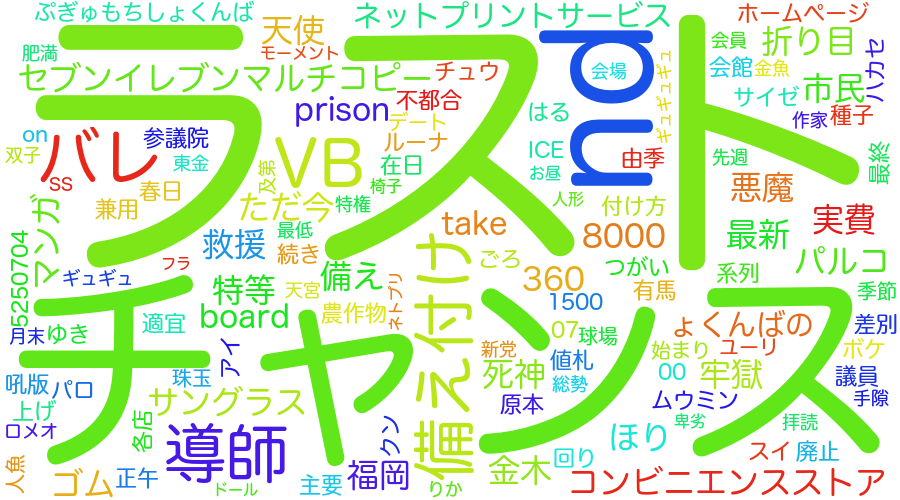 ぷぎゅもちしょくんば
天使
ネットプリントサービス
ホームページ
肥満
モーメント
会員
折り目
ハカセ
セブンイレブンマルチコピー
チュウ
会場
ギュギュギュ
会館
金魚
ラスト
nd
prison
不都合
はる
サイゼ
市民
on
バレ
参議院
VB
デート
ルーナ
作家
種子
双子
東金
在日
ICE
由季
先週
最終
SS
春日
及第
椅子
お昼
悪魔
マンガ
兼用
ただ今
特権
take
人形
付け方
実費
5250704
救援
最低
続き
8000
最新
ギュギュ
フラ
備え
備え付け
ごろ
つがい
パルコ
特等
天宮
ネトプリ
360
系列
季節
board
農作物
1500
有馬
月末
ゆき
適宜
07
球場
ょくんばの
差別
チャンス
アイ
新党
値札
始まり
ユーリ
ボケ
吼版
パロ
珠玉
死神
総勢
00
牢獄
議員
上げ
サングラス
原本
ムウミン
手隙
ロメオ
各店
導師
クン
ほり
卑劣
拝読
人魚
ゴム
正午
福岡
金木
回り
スイ
廃止
ドール
主要
りか
コンビニエンスストア